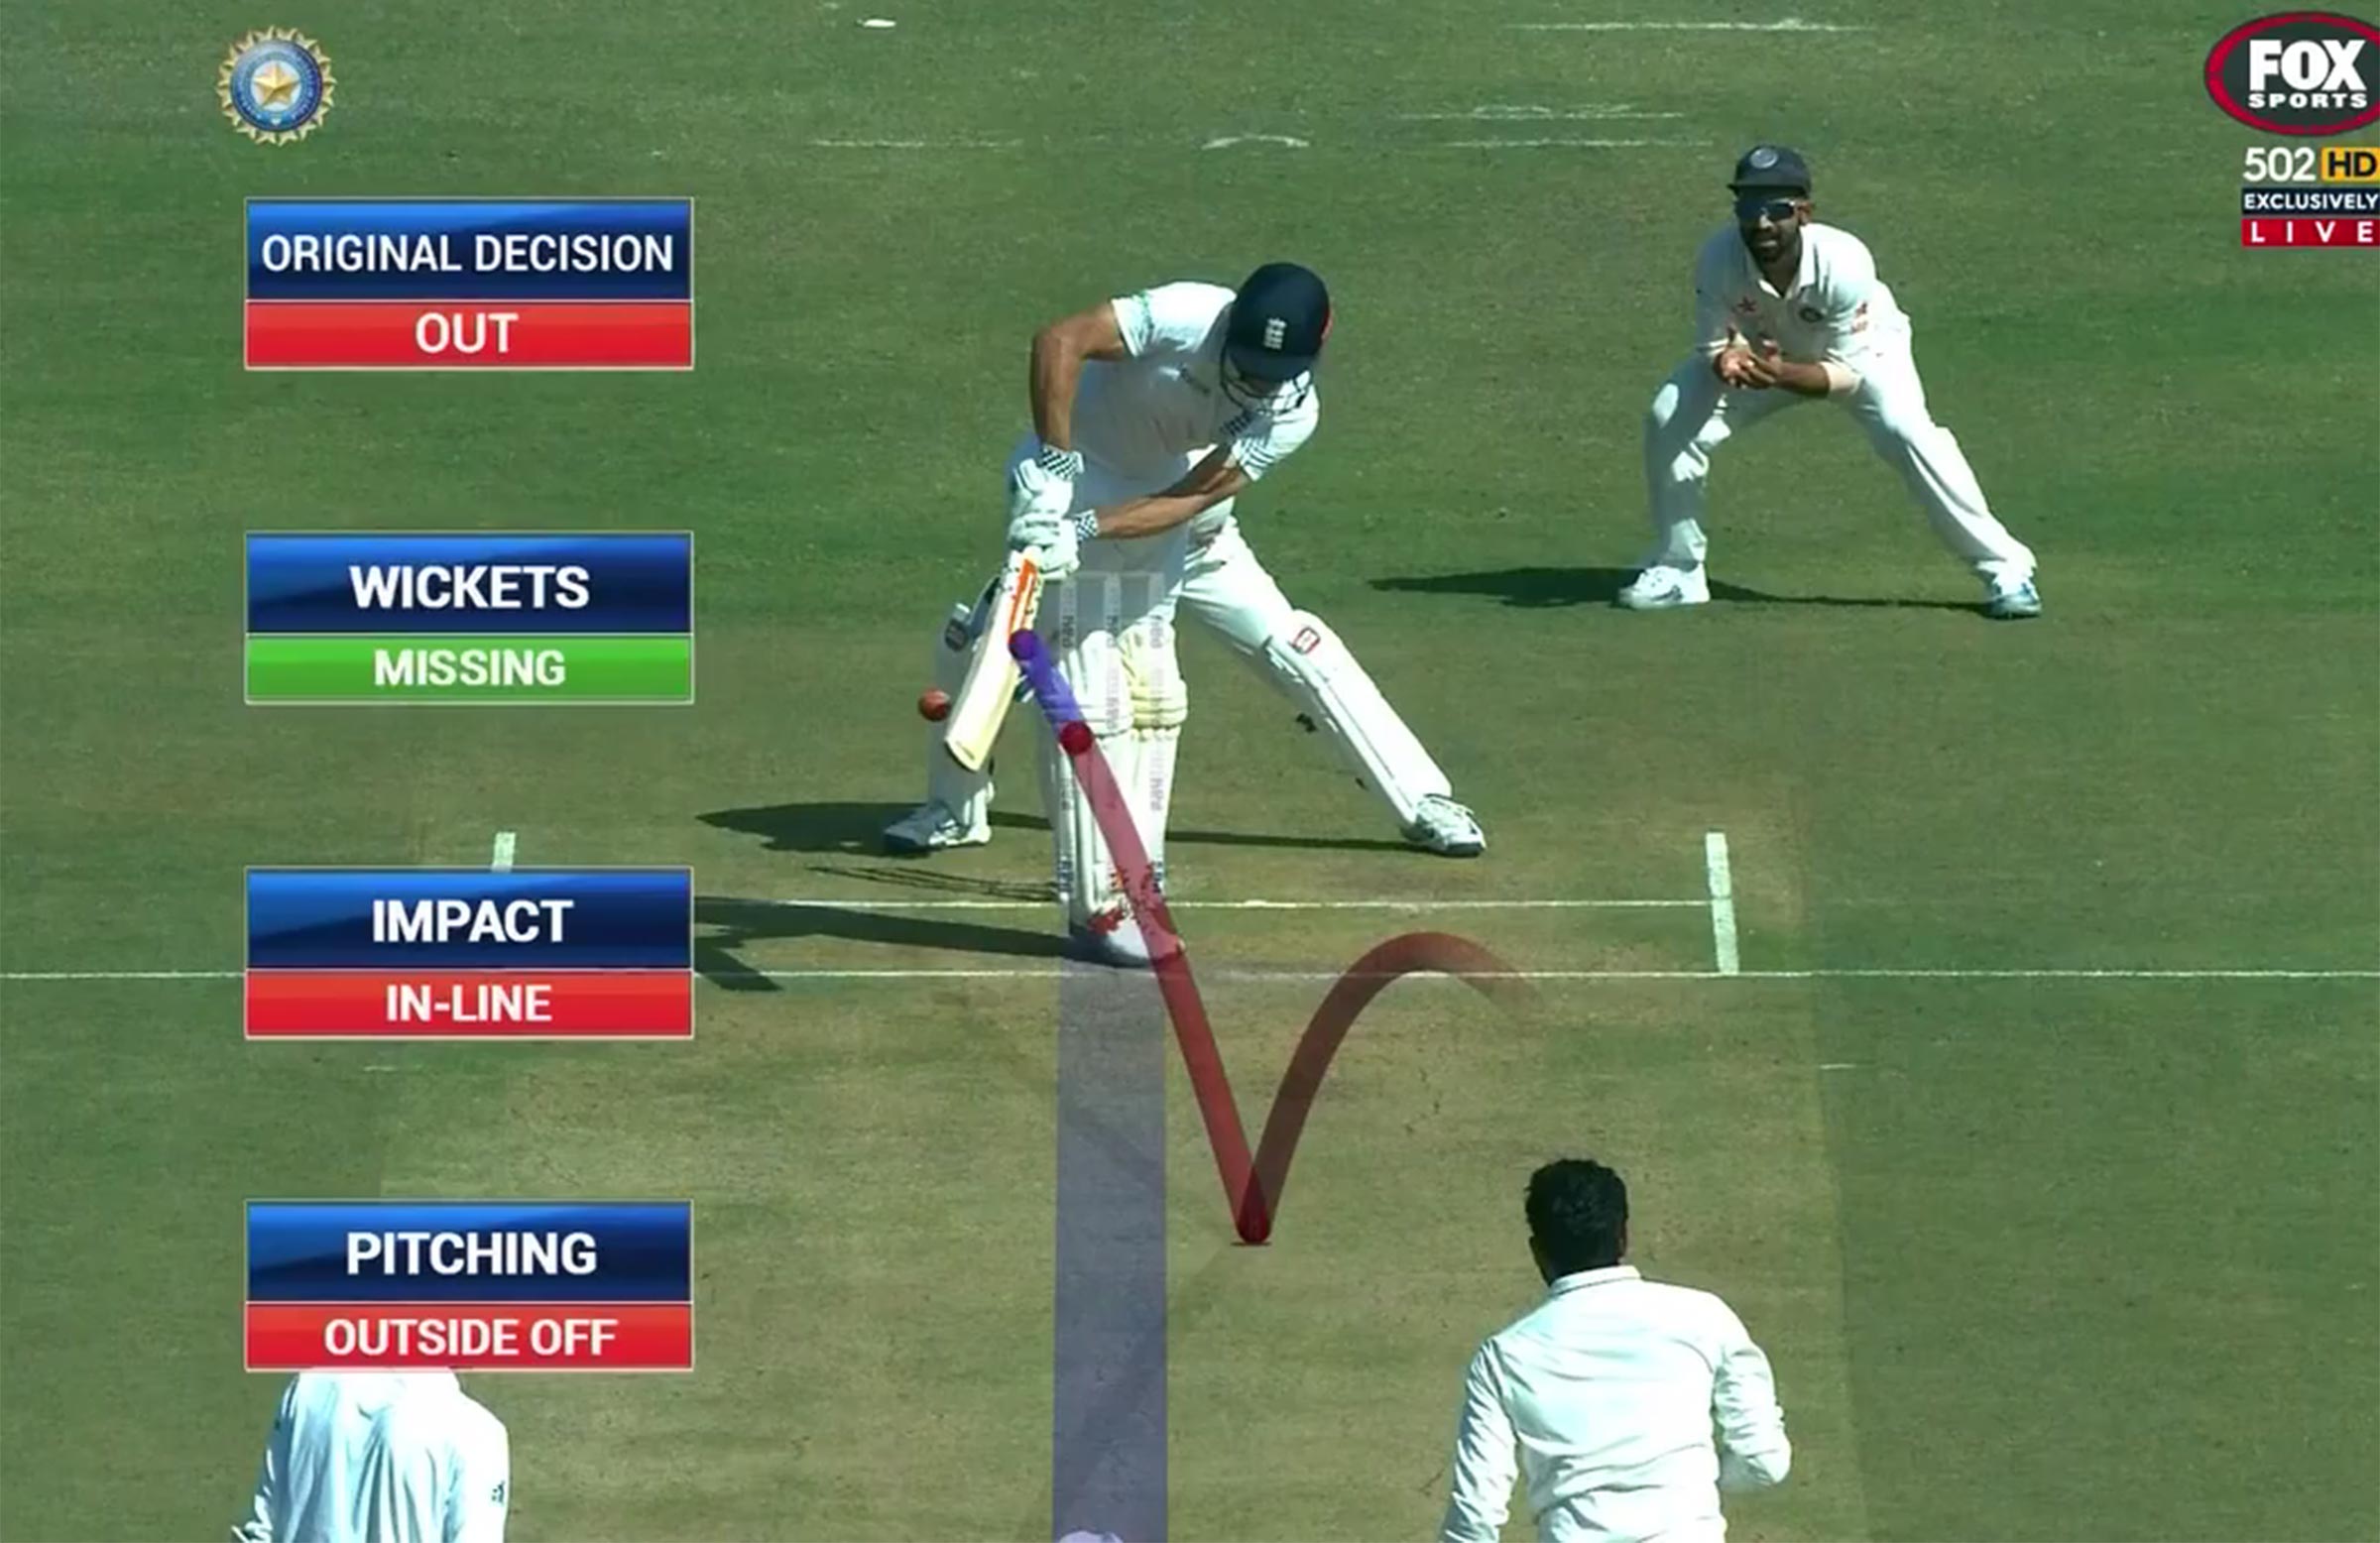 FOX
SPORTS
502 HD
EXCLUSIVELY
LIVE
ORIGINAL DECISION
OUT
WICKETS
MISSING
IMPACT
IN-LINE
PITCHING
OUTSIDE OFF